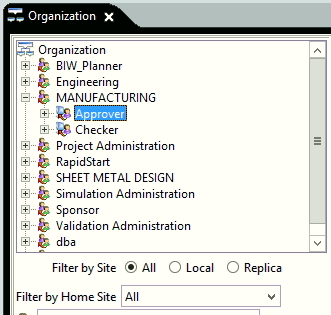 Organization
Organization
BIW_Planner
Engineering
MANUFACTURING
Approver
Checker
Project Administration
RapidStart
SHEET METAL DESIGN
Simulation Administration
Sponsor
Validation Administration
dba
Filter by Site All Local Replica
Filter by Home Site All